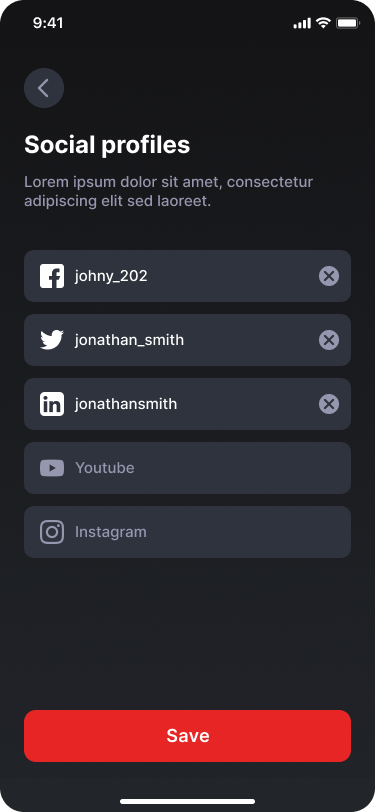 9:41
Social profiles
Lorem ipsum dolor sit amet, consectetur
adipiscing elit sed laoreet.
johny_202
jonathan_smith
jonathansmith
Youtube
Instagram
Save